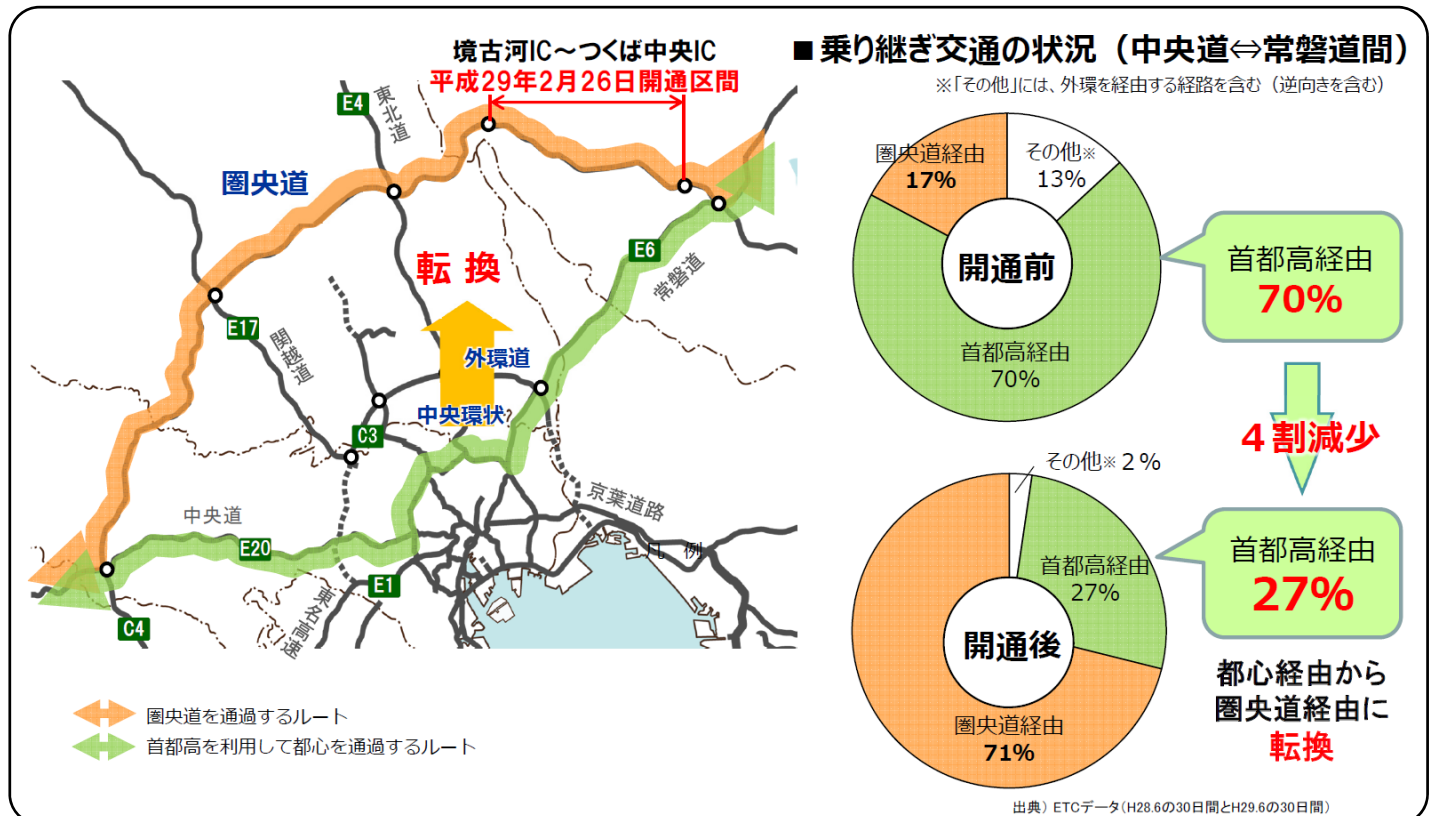 境古河IC～つくば中央IC
平成29年2月26日開通区間
E4
東北道
圏央道
転換
E6
常磐道
E17
関越道
外環道
中央環状
C3
中央道
E20
京葉道路
凡 例
E1
東名高速
C4
圏央道を通過するルート
首都高を利用して都心を通過するルート
■乗り継ぎ交通の状況（中央道⇔常磐道間）
※「その他」には、外環を経由する経路を含む（逆向きを含む）
圏央道経由
17%
その他※
13%
開通前
首都高経由
70%
首都高経由
70%
４割減少
その他※２%
首都高経由
27%
開通後
圏央道経由
71%
首都高経由
27%
都心経由から
圏央道経由に
転換
出典）ETCデータ（H28.6の30日間とH29.6の30日間）